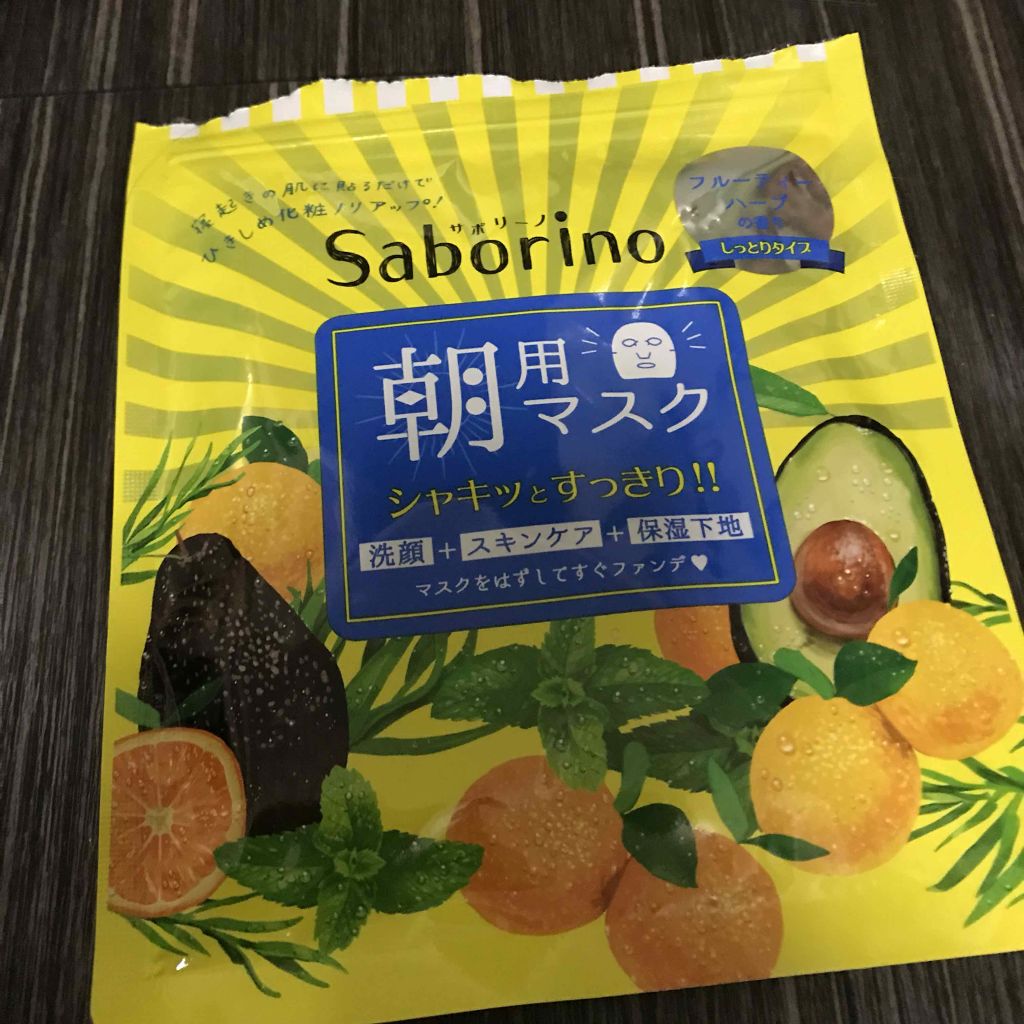 寝起きの肌に貼るだけで
ひきしめ化粧ノリアップ!
サボリーノ
Saborino
フルーティー
ハーブ
の香り
しっとりタイプ
朝用マスク
シャキッとすっきり!!
洗顔+スキンケア+保湿下地
マスクをはずしてすぐファンデ♥